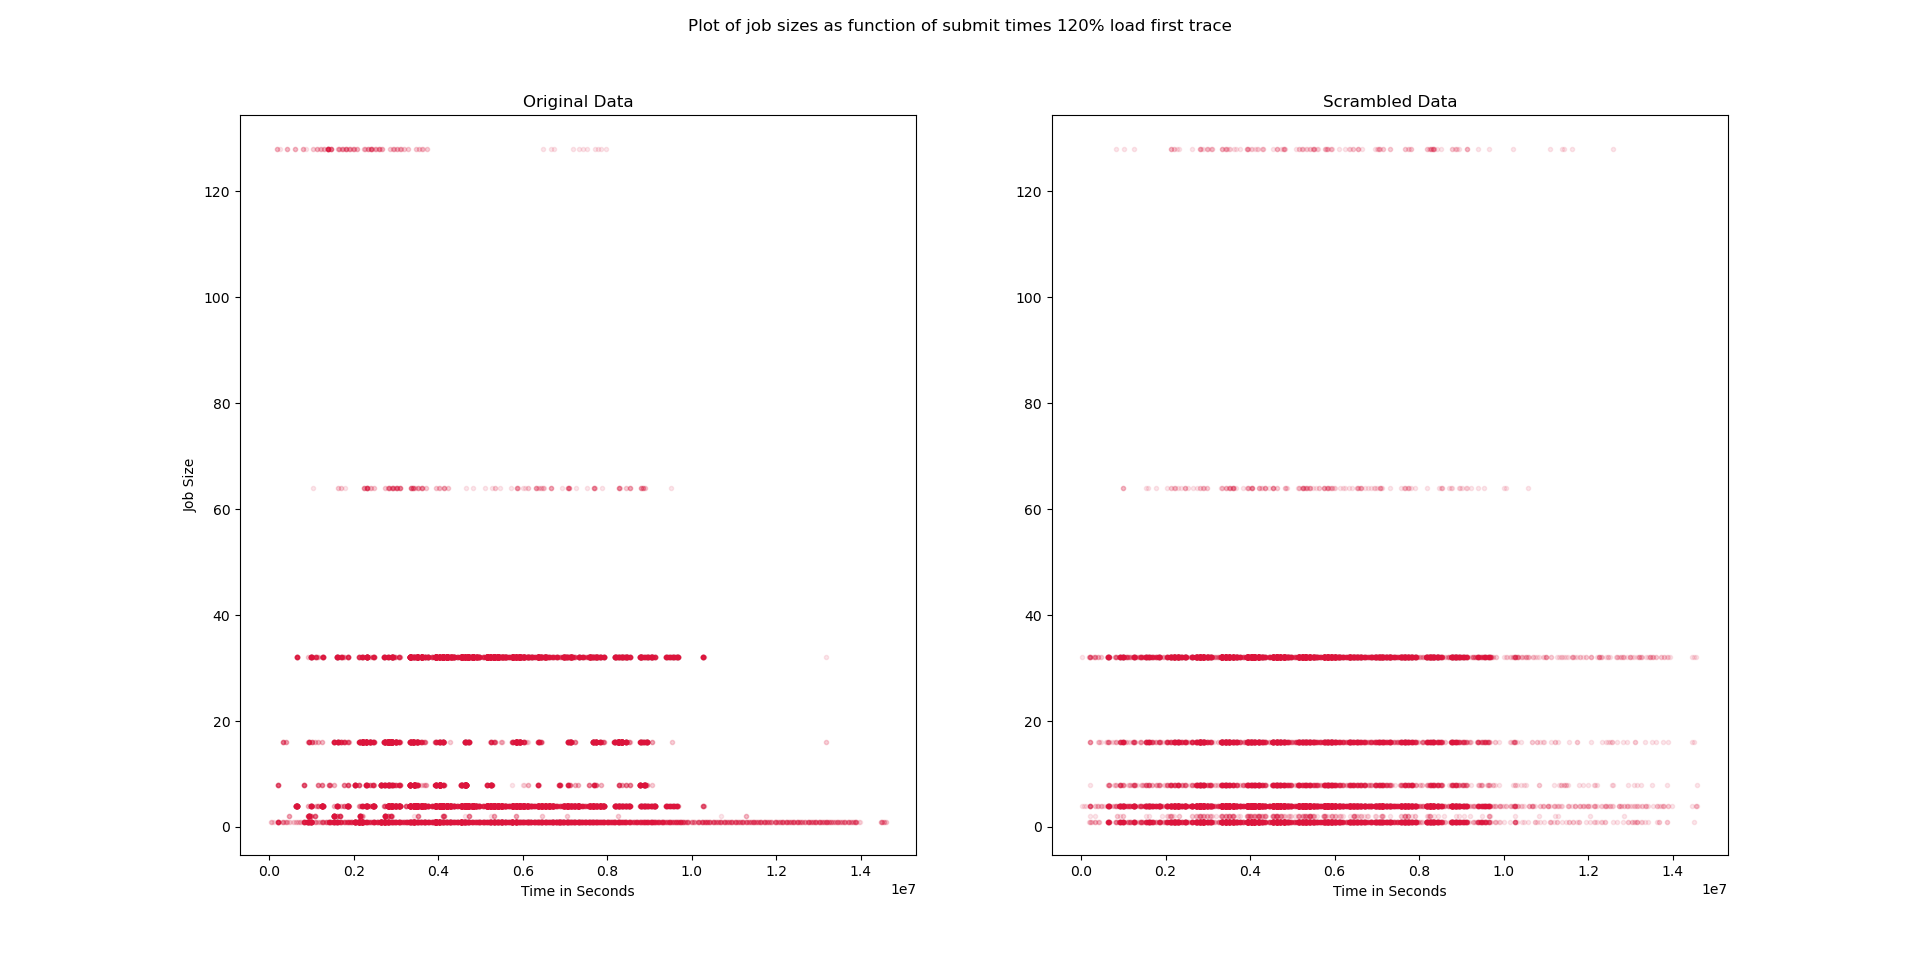 Plot of job sizes as function of submit times 120% load first trace
Original Data
Job Size
120
100
80
60
40
20
0
0.0 0.2 0.4 0.6 0.8 1.0 1.2 1.4
1e7
Time in Seconds
Scrambled Data
120
100
80
60
40
20
0
0.0 0.2 0.4 0.6 0.8 1.0 1.2 1.4
1e7
Time in Seconds